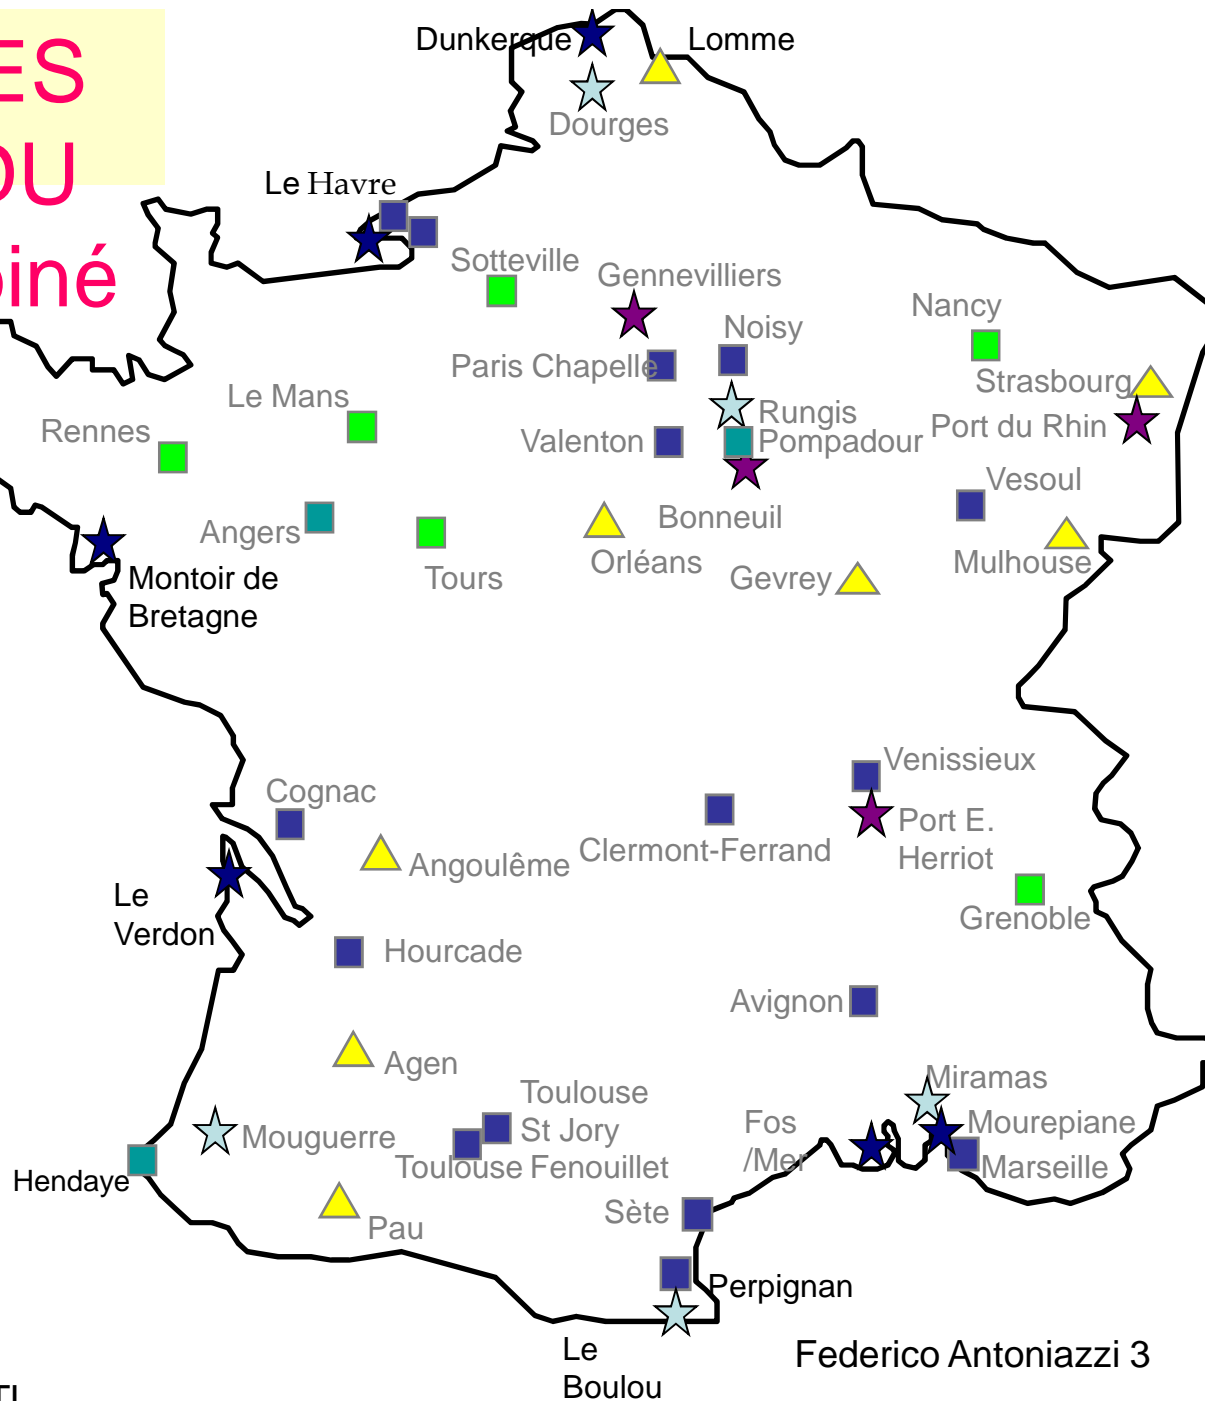 ES
OU
biné
Dunkerque
Lomme
Dourges
Le Havre
Sotteville
Gennevilliers
Nancy
Noisy
Paris Chapelle
Strasbourg
Le Mans
Rungis
Port du Rhin
Rennes
Valenton
Pompadour
Vesoul
Angers
Bonneuil
Orléans
Mulhouse
Tours
Gevrey
Montoir de
Bretagne
Venissieux
Cognac
Port E.
Herriot
Clermont-Ferrand
Angoulême
Le
Verdon
Grenoble
Hourcade
Avignon
Agen
Miramas
Toulouse
St Jory
Fos
/Mer
Mourepiane
Mouguerre
Toulouse Fenouillet
Marseille
Hendaye
Sète
Pau
Perpignan
Le
Boulou
Federico Antoniazzi 3